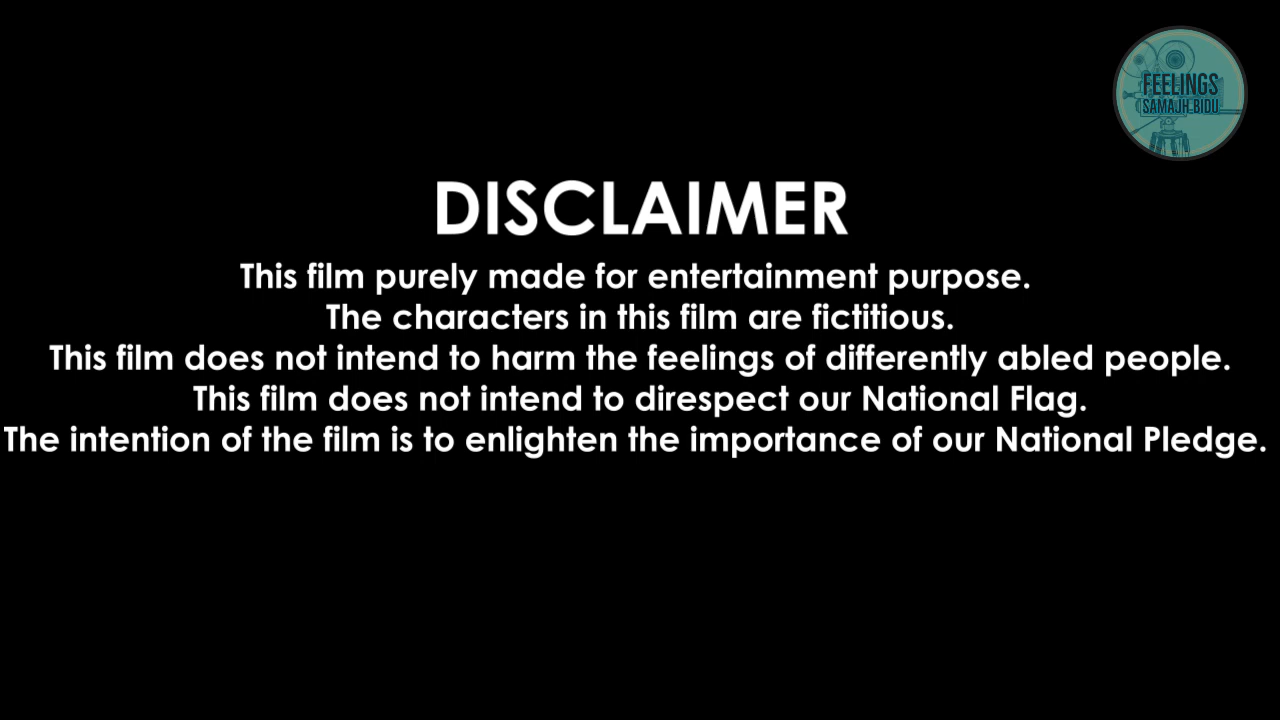 FEELINGS
SAMAJH BIDU
DISCLAIMER
This film purely made for entertainment purpose.
The characters in this film are fictitious.
This film does not intend to harm the feelings of differently abled people.
This film does not intend to direspect our National Flag.
The intention of the film is to enlighten the importance of our National Pledge.